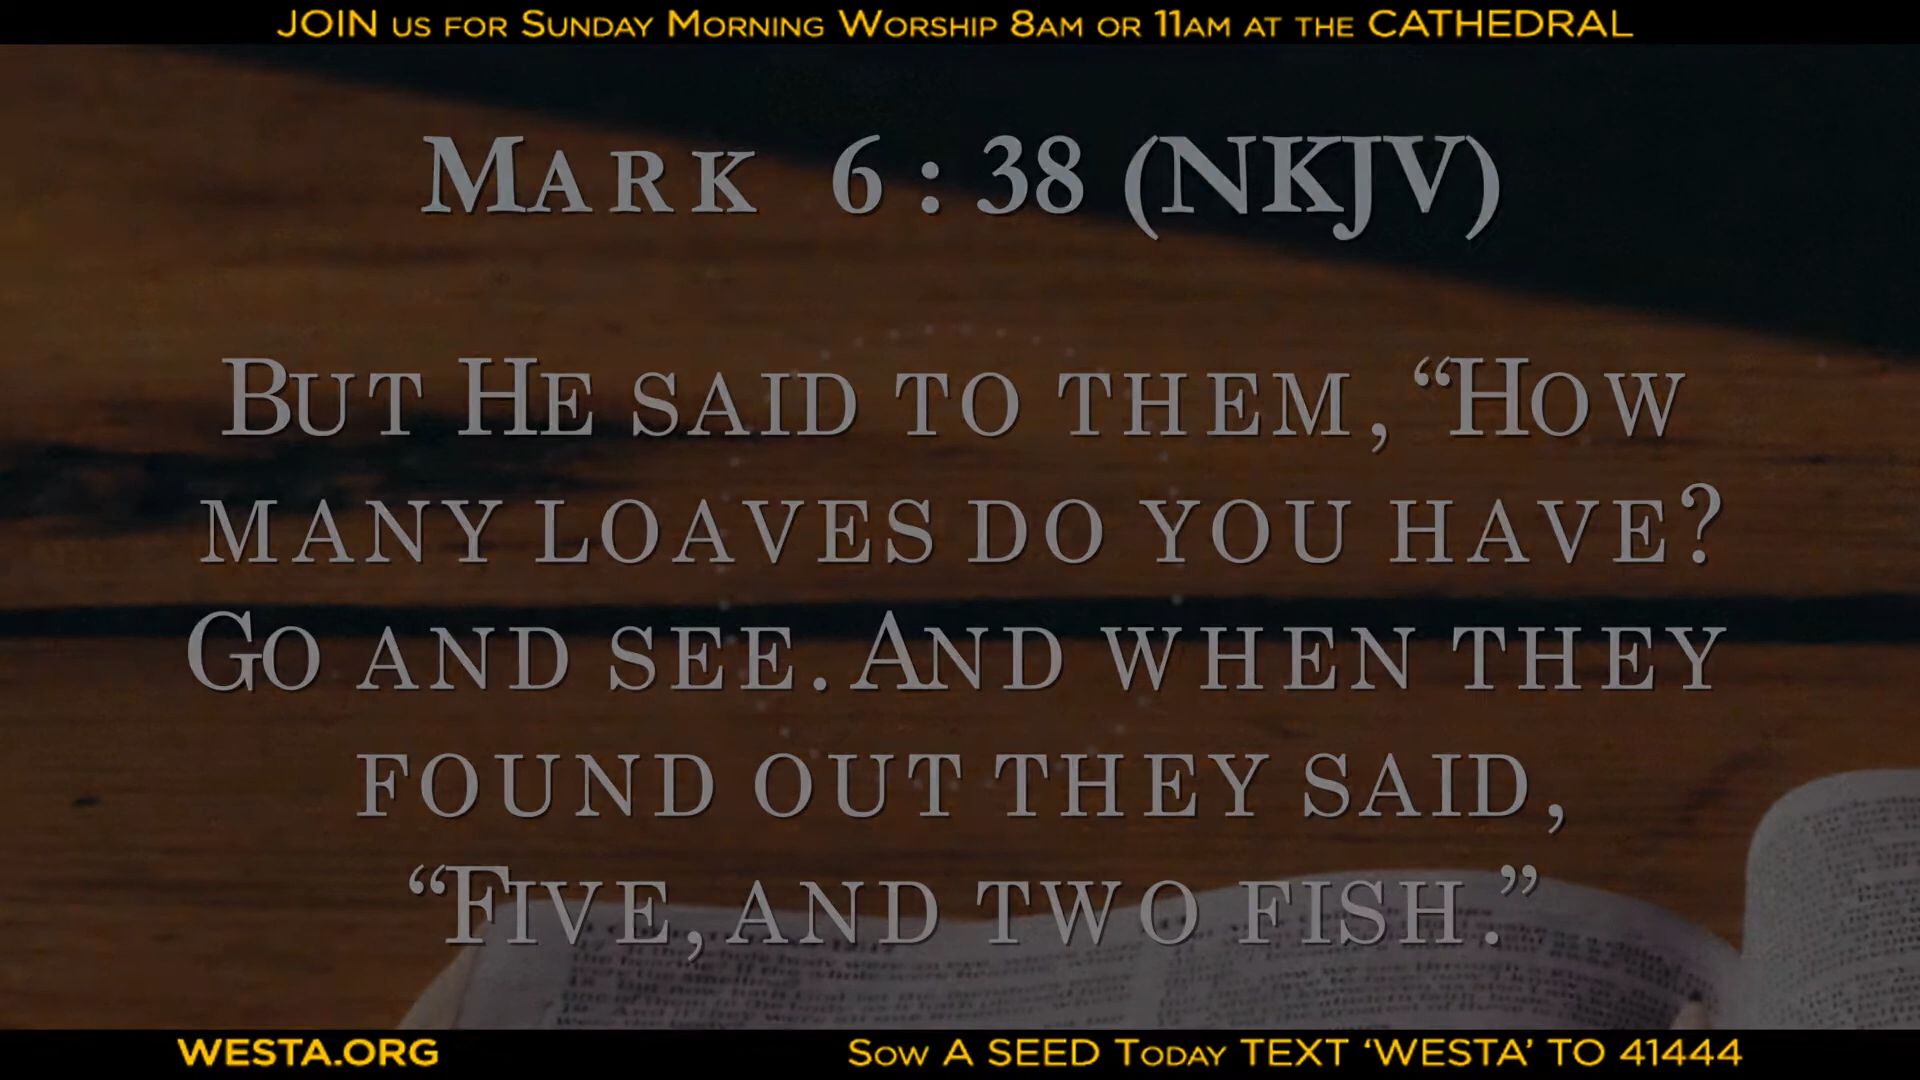 JOIN us for Sunday Morning Worship 8am or 11am at the CATHEDRAL
Mark 6:38 (NKJV)
But He said to them, “How
many loaves do you have?
Go and see. And when they
found out they said,
“Five, and two fish.”
WESTA.ORG
Sow A SEED Today TEXT ‘WESTA’ TO 41444